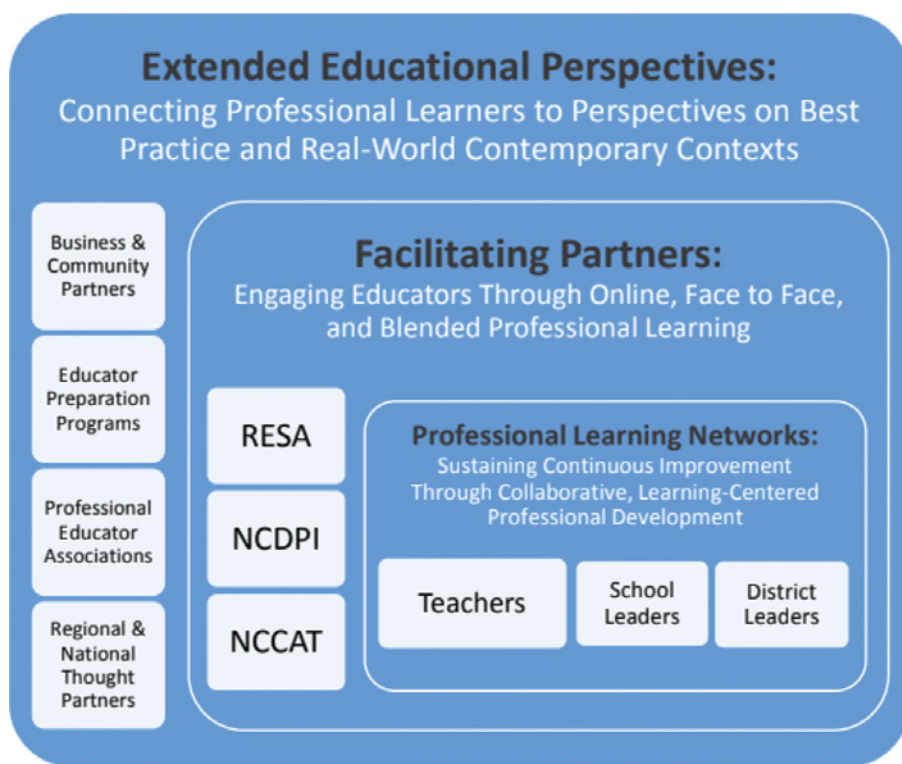 Extended Educational Perspectives:
Connecting Professional Learners to Perspectives on Best
Practice and Real-World Contemporary Contexts
Business &
Community
Partners
Educator
Preparation
Programs
Professional
Educator
Associations
Regional &
National
Thought
Partners
Facilitating Partners:
Engaging Educators Through Online, Face to Face,
and Blended Professional Learning
RESA
NCDPI
NCCAT
Professional Learning Networks:
Sustaining Continuous Improvement
Through Collaborative, Learning-Centered
Professional Development
Teachers
School
Leaders
District
Leaders